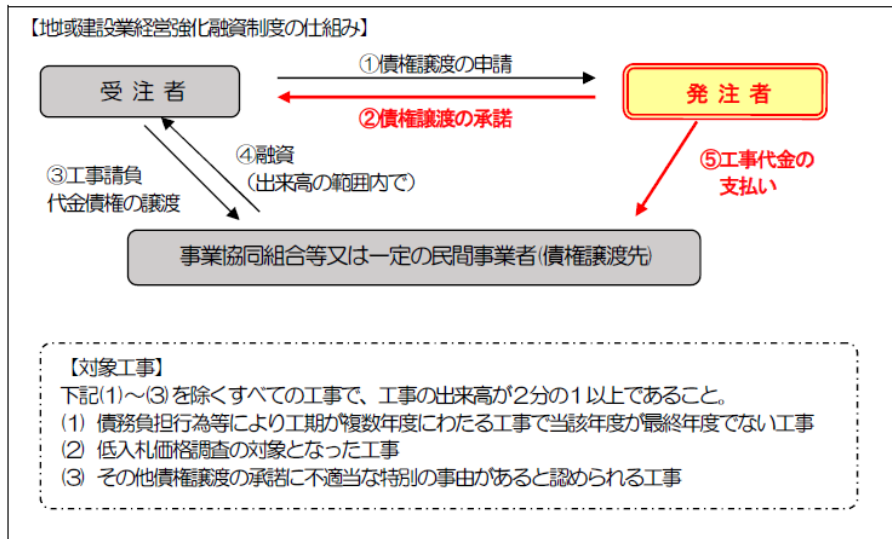 【地域建設業経営強化融資制度の仕組み】
①債権譲渡の申請
受注者
発注者
②債権譲渡の承諾
④融資
(出来高の範囲内で)
③工事請負
代金債権の譲渡
⑤工事代金の
支払い
事業協同組合等又は一定の民間事業者(債権譲渡先)
【対象工事】
下記(1)～(3)を除くすべての工事で、工事の出来高が2分の1以上であること。
(1) 債務負担行為等により工期が複数年度にわたる工事で当該年度が最終年度でない工事
(2) 低入札価格調査の対象となった工事
(3) その他債権譲渡の承諾に不適当な特別の事由があると認められる工事